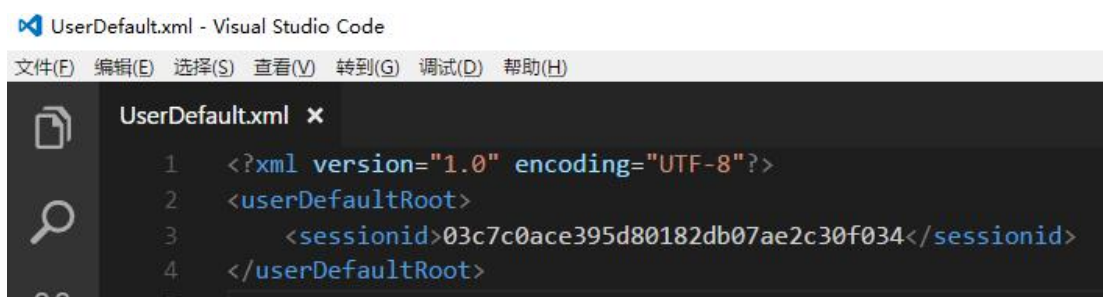 UserDefault.xml - Visual Studio Code
文件(F) 编辑(E) 选择(S) 查看(V) 转到(G) 调试(D) 帮助(H)
UserDefault.xml ×
1 <?xml version="1.0" encoding="UTF-8"?>
2 <userDefaultRoot>
3 <sessionid>03c7c0ace395d80182db07ae2c30f034</sessionid>
4 </userDefaultRoot>